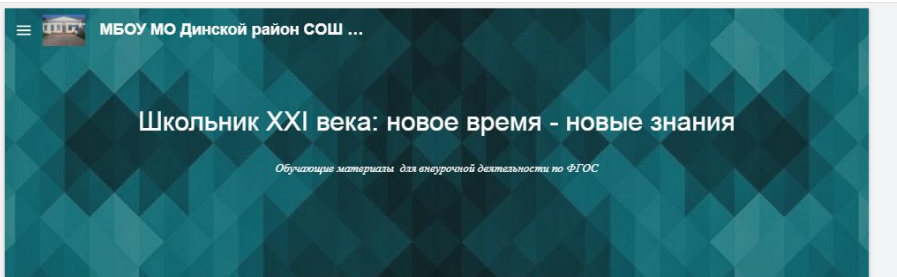 МБОУ МО Динской район СОШ ...
Школьник XXI века: новое время - новые знания
Обучающие материалы для внеурочной деятельности по ФГОС